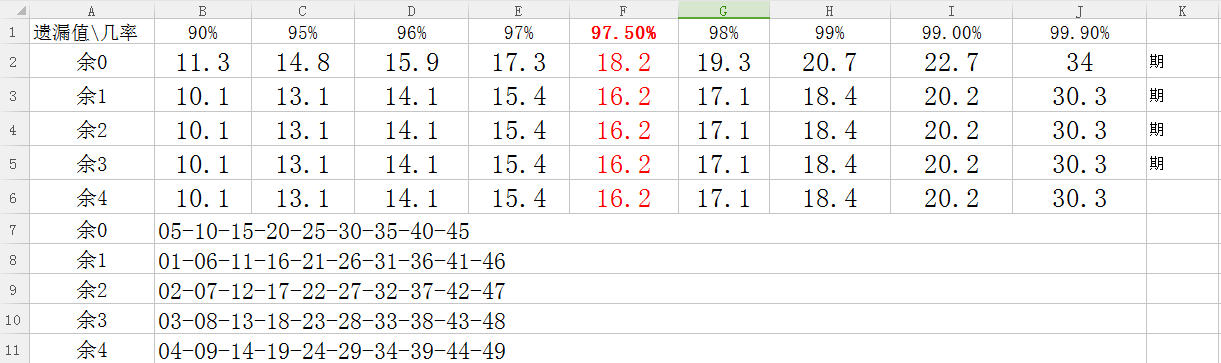 A B C D E F G H I J K
1 遗漏值\几率 90% 95% 96% 97% 97.50% 98% 99% 99.00% 99.90%
2 余0 11.3 14.8 15.9 17.3 18.2 19.3 20.7 22.7 34 期
3 余1 10.1 13.1 14.1 15.4 16.2 17.1 18.4 20.2 30.3 期
4 余2 10.1 13.1 14.1 15.4 16.2 17.1 18.4 20.2 30.3 期
5 余3 10.1 13.1 14.1 15.4 16.2 17.1 18.4 20.2 30.3 期
6 余4 10.1 13.1 14.1 15.4 16.2 17.1 18.4 20.2 30.3
7 余0 05-10-15-20-25-30-35-40-45
8 余1 01-06-11-16-21-26-31-36-41-46
9 余2 02-07-12-17-22-27-32-37-42-47
10 余3 03-08-13-18-23-28-33-38-43-48
11 余4 04-09-14-19-24-29-34-39-44-49